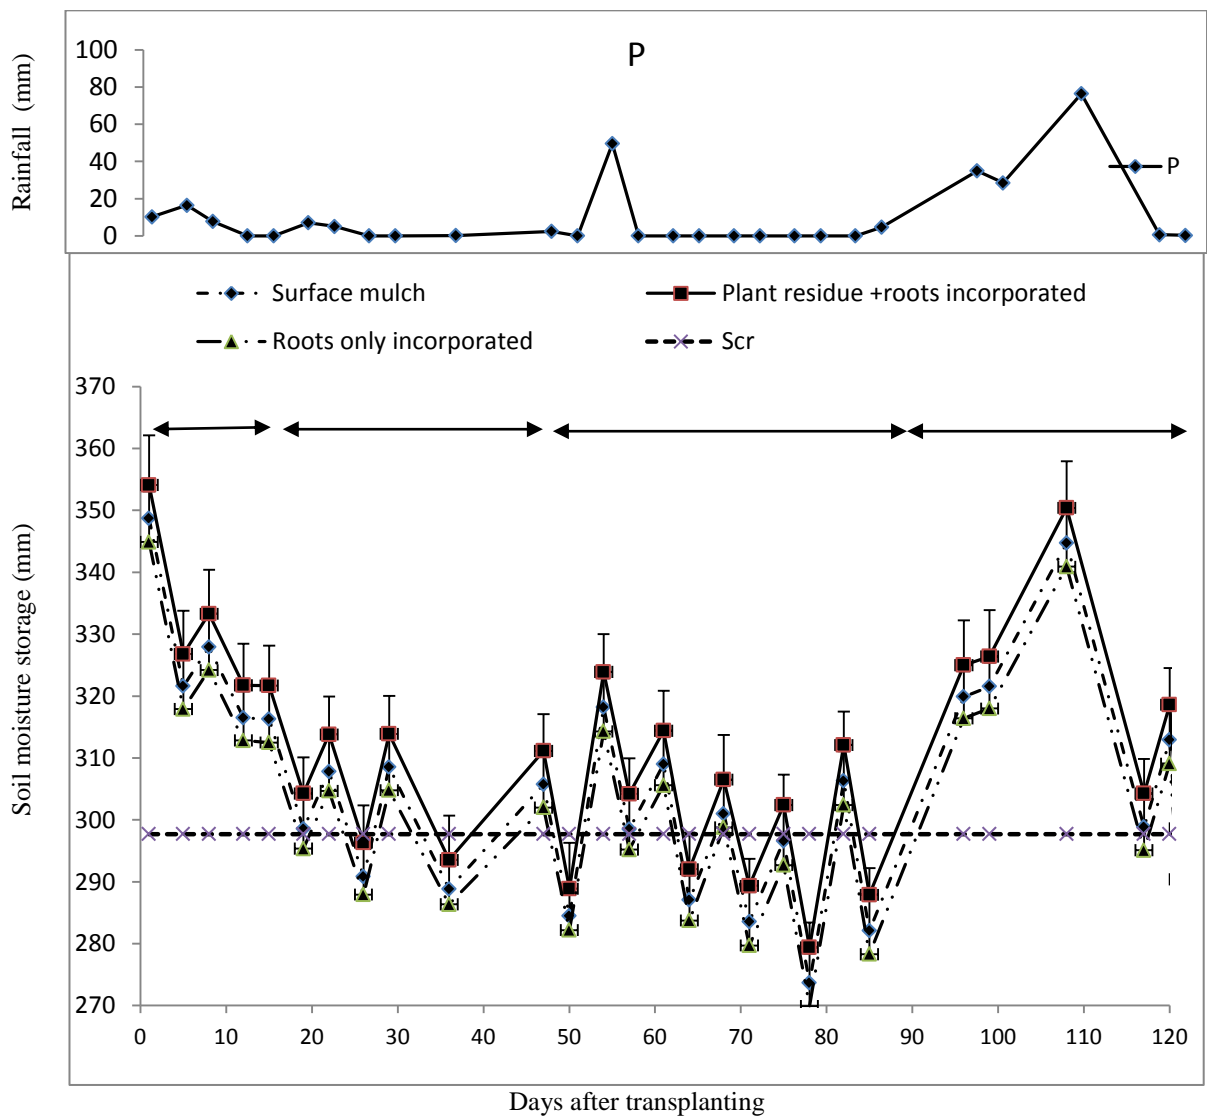 P
Rainfall (mm)
100
80
60
40
20
0
P
Surface mulch
Plant residue +roots incorporated
Roots only incorporated
Scr
Soil moisture storage (mm)
370
360
350
340
330
320
310
300
290
280
270
0 10 20 30 40 50 60 70 80 90 100 110 120
Days after transplanting